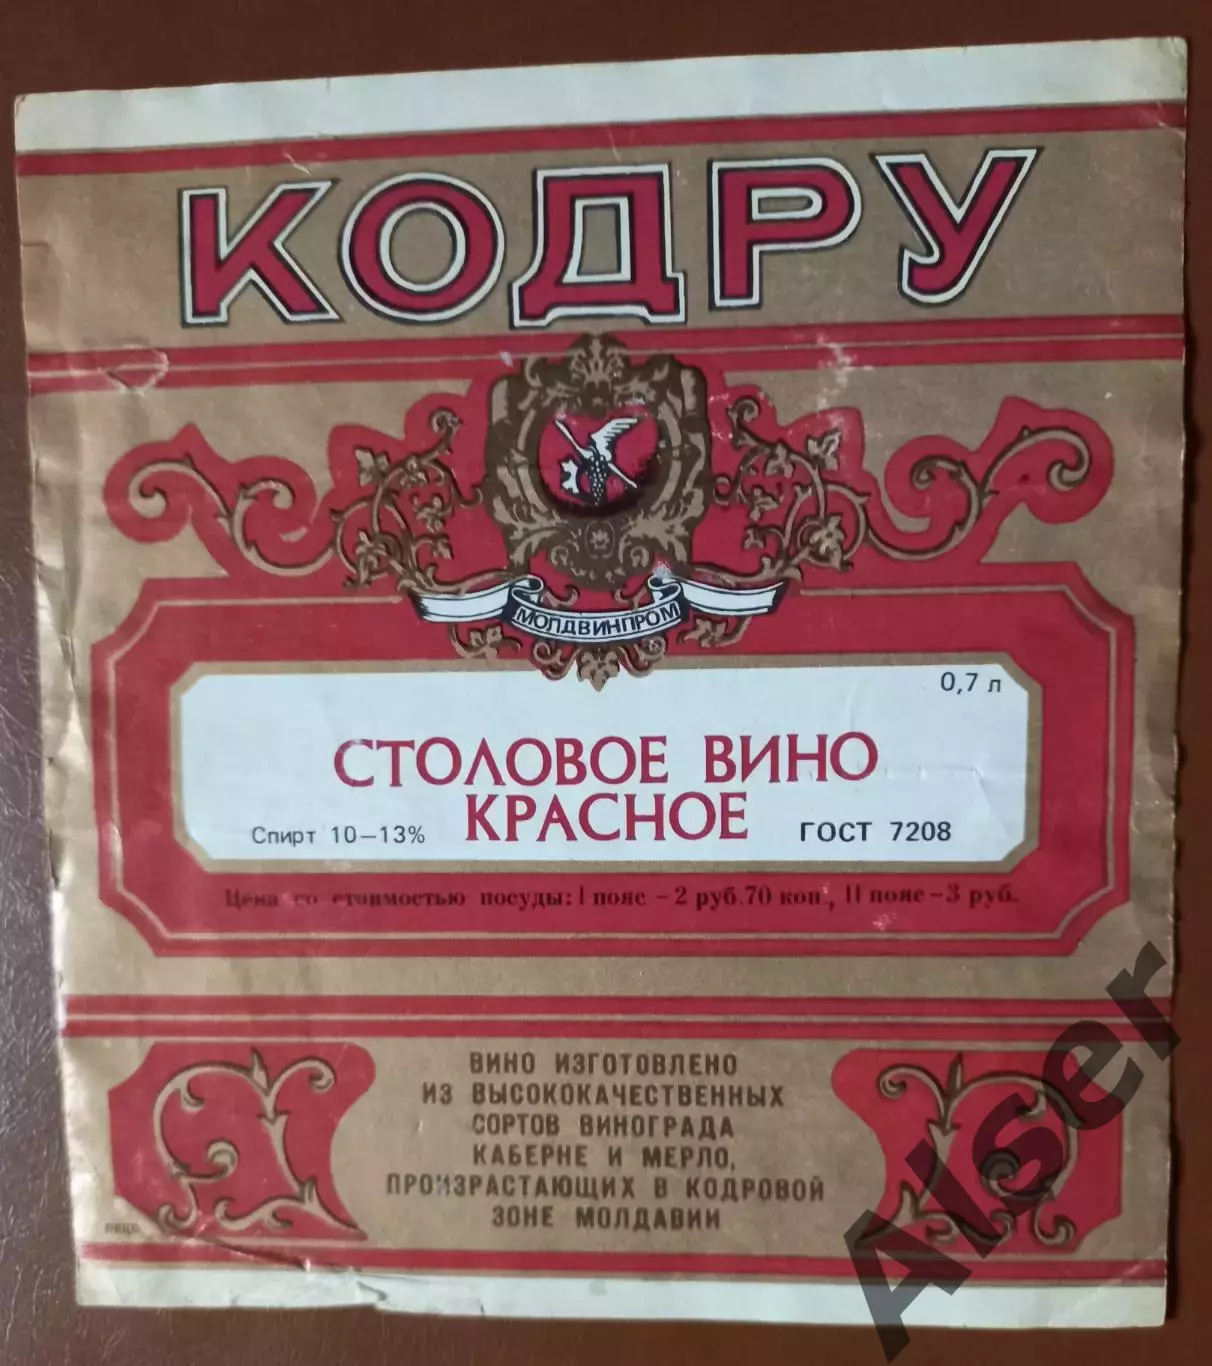 КОДРУ
МОЛДВИНПРОМ
0,7 л
СТОЛОВОЕ ВИНО
КРАСНОЕ
Спирт 10–13%
ГОСТ 7208
Цена со стоимостью посуды: I пояс – 2 руб. 70 коп., II пояс – 3 руб.
ВИНО ИЗГОТОВЛЕНО
ИЗ ВЫСОКОКАЧЕСТВЕННЫХ
СОРТОВ ВИНОГРАДА
КАБЕРНЕ И МЕРЛО,
ПРОИЗРАСТАЮЩИХ В КОДРОВОЙ
ЗОНЕ МОЛДАВИИ
Alser